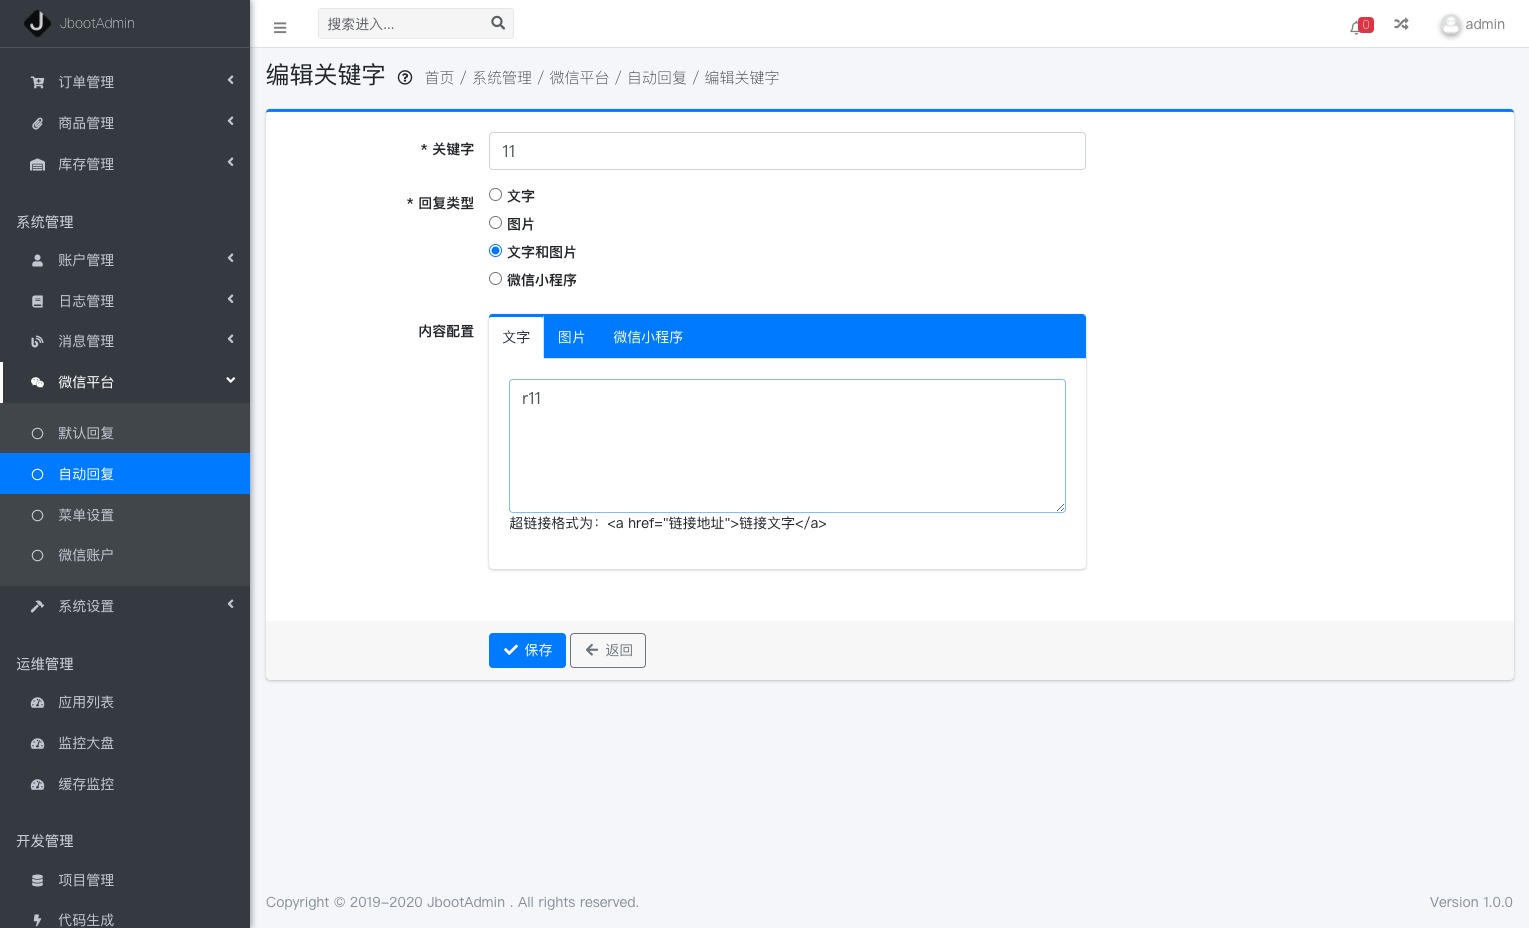 JbootAdmin
搜索进入...
0
admin
订单管理
商品管理
库存管理
系统管理
账户管理
日志管理
消息管理
微信平台
默认回复
自动回复
菜单设置
微信账户
系统设置
运维管理
应用列表
监控大盘
缓存监控
开发管理
项目管理
代码生成
编辑关键字 首页 / 系统管理 / 微信平台 / 自动回复 / 编辑关键字
* 关键字 11
* 回复类型 文字
图片
文字和图片
微信小程序
内容配置 文字 图片 微信小程序
r11
超链接格式为：<a href="链接地址">链接文字</a>
保存 返回
Copyright © 2019-2020 JbootAdmin . All rights reserved. Version 1.0.0